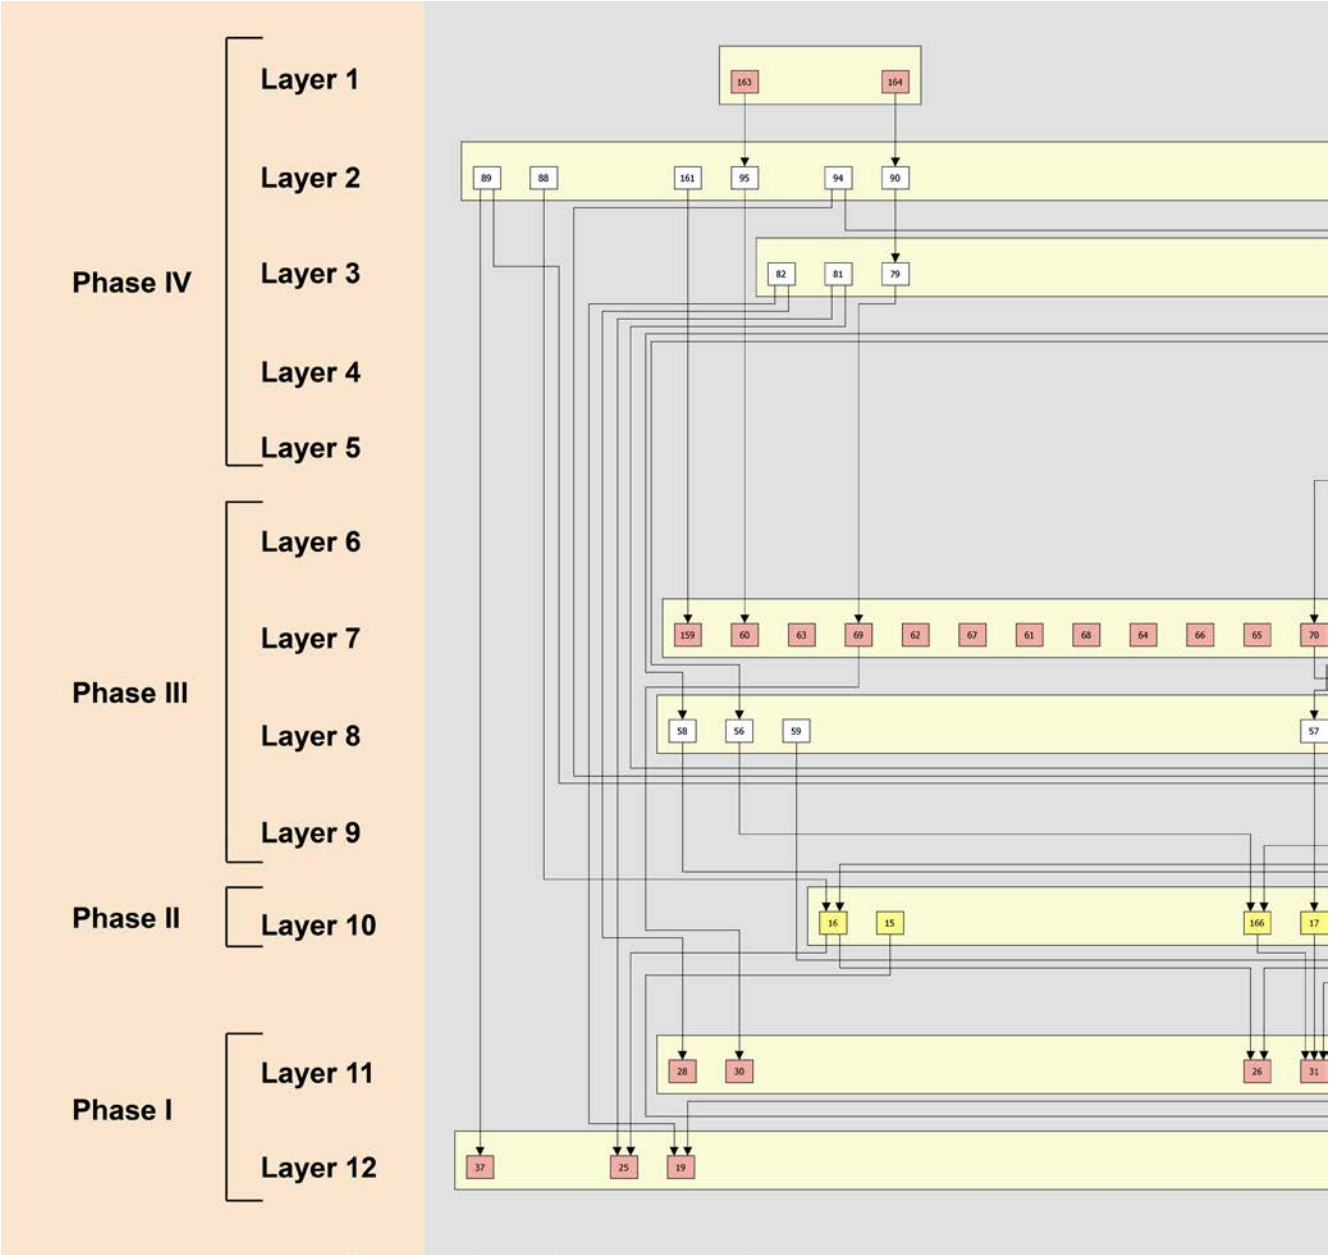 Layer 1
163 164
Layer 2
89 88 161 95 94 90
Phase IV
Layer 3
82 81 79
Layer 4
Layer 5
Layer 6
Layer 7
159 60 63 69 62 67 61 68 64 66 65 70
Phase III
Layer 8
58 56 59 57
Layer 9
Phase II
Layer 10
16 15 166 17
Layer 11
28 30 26 31
Phase I
Layer 12
37 25 19